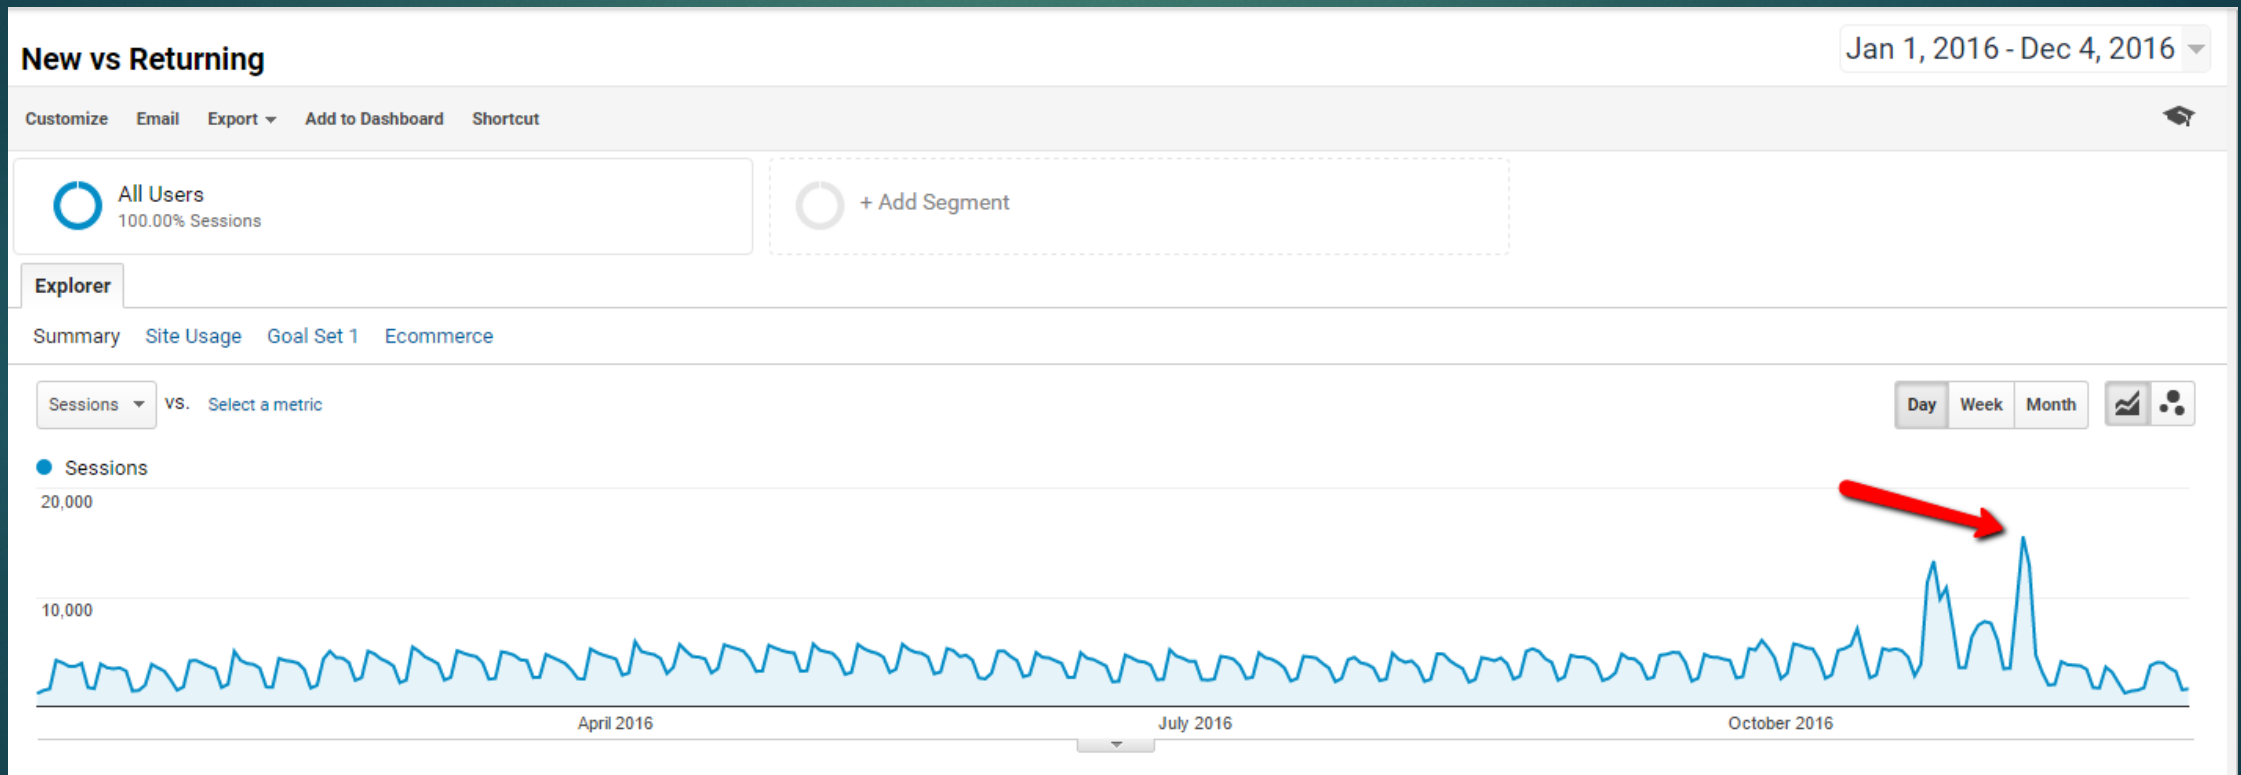 New vs Returning
Jan 1, 2016 - Dec 4, 2016
Customize Email Export Add to Dashboard Shortcut
All Users
100.00% Sessions
+ Add Segment
Explorer
Summary Site Usage Goal Set 1 Ecommerce
Sessions VS. Select a metric
Day Week Month
Sessions
20,000
10,000
April 2016 July 2016 October 2016